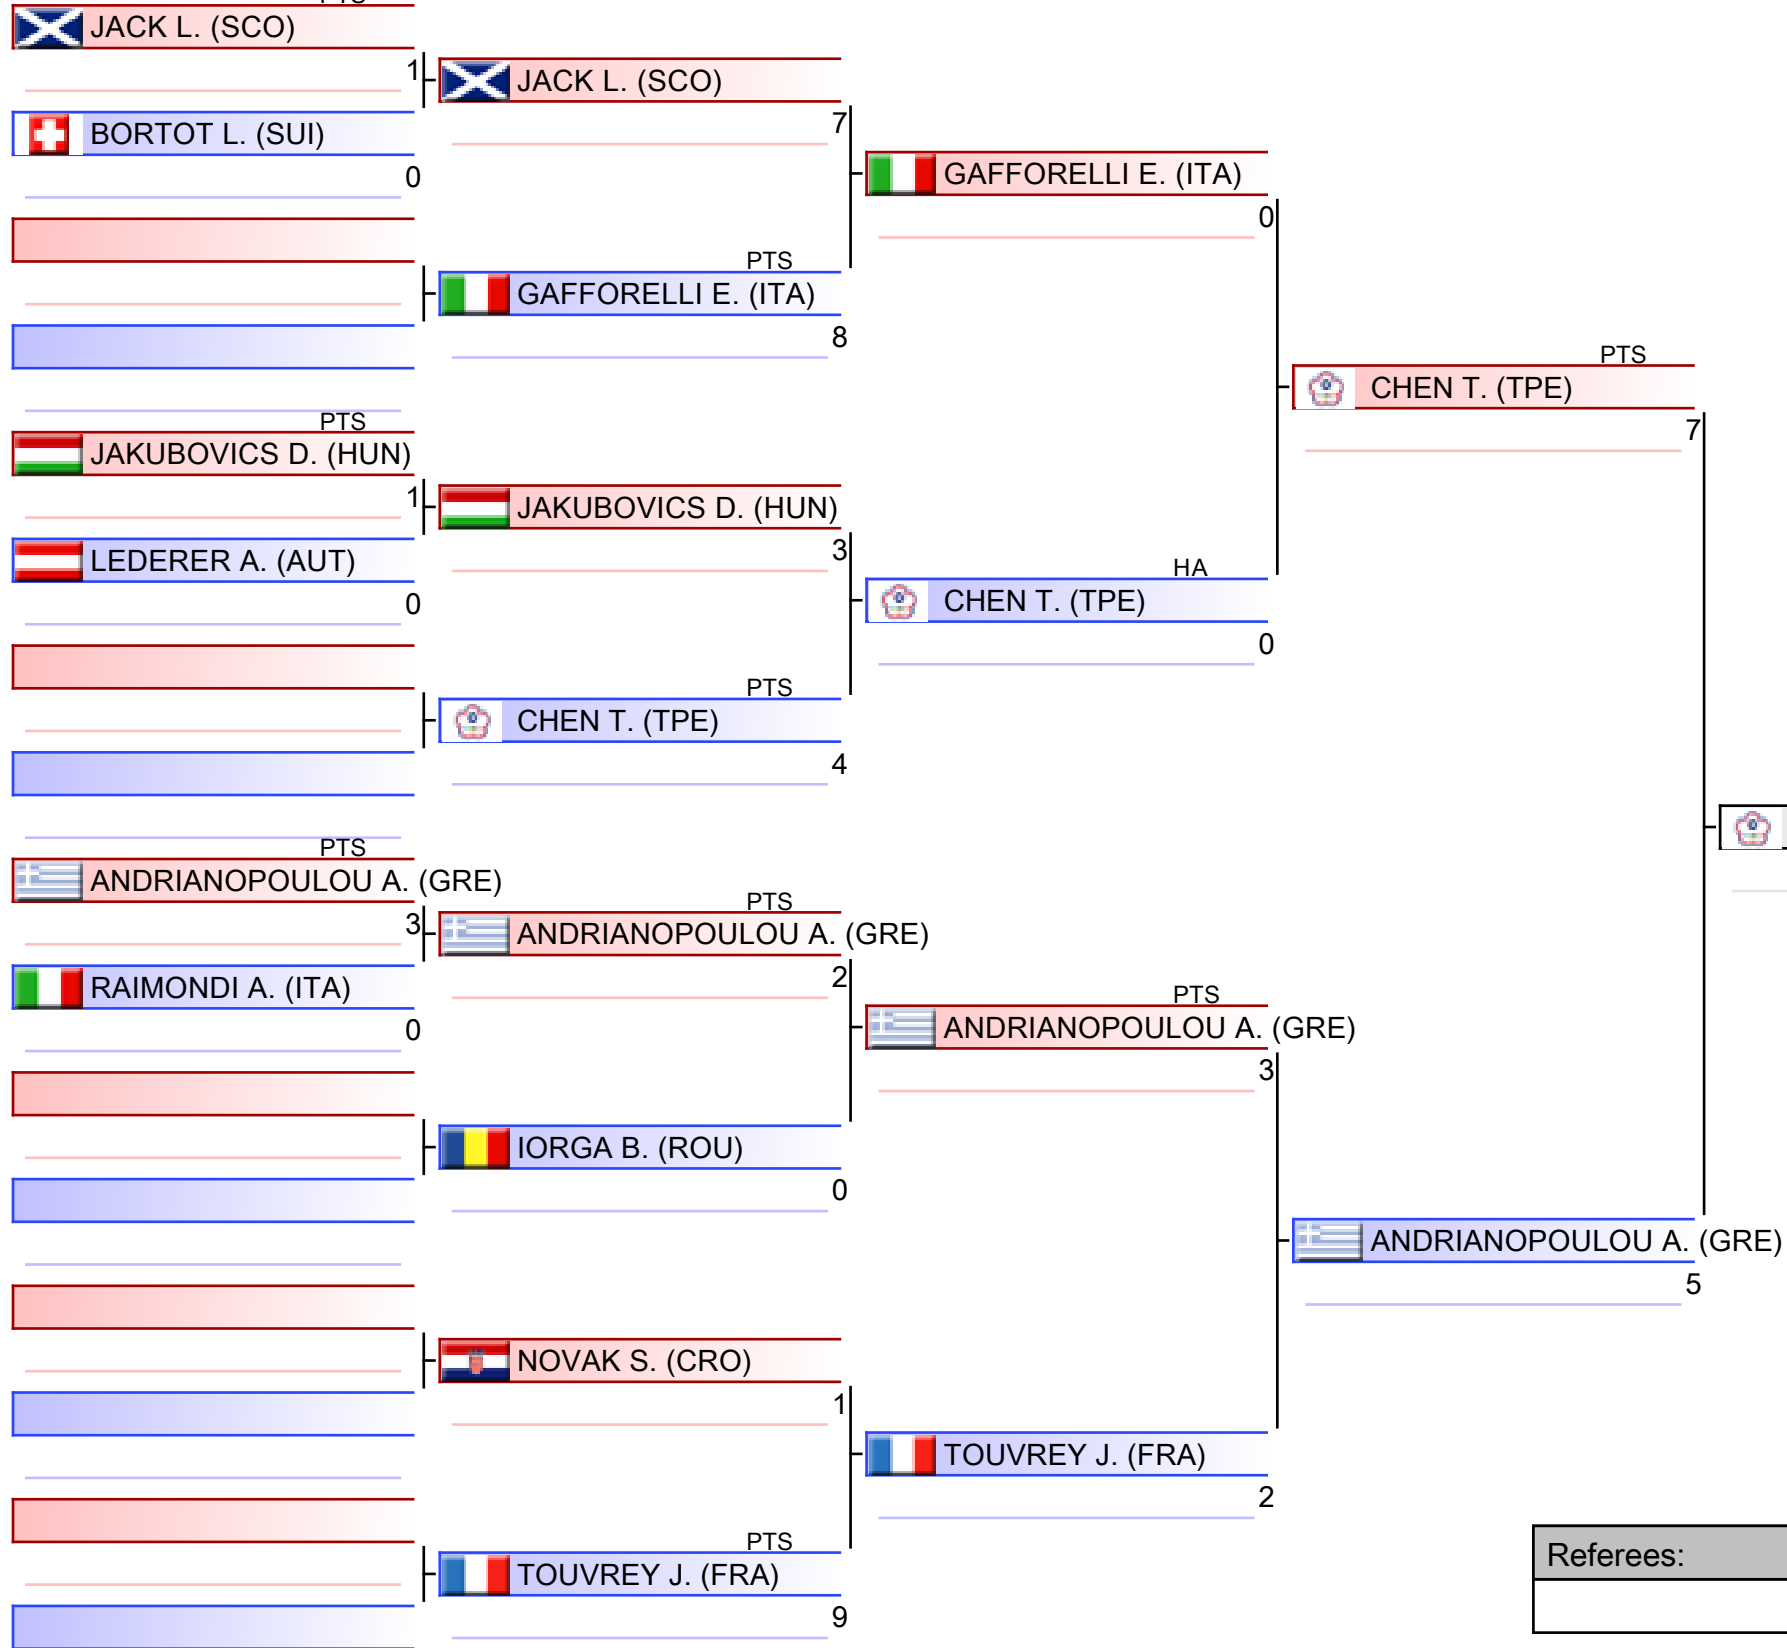 PTS
JACK L. (SCO)
1
BORTOT L. (SUI)
0
PTS
JAKUBOVICS D. (HUN)
1
LEDERER A. (AUT)
0
PTS
ANDRIANOPOULOU A. (GRE)
3
RAIMONDI A. (ITA)
0
JACK L. (SCO)
7
PTS
GAFFORELLI E. (ITA)
8
JAKUBOVICS D. (HUN)
3
PTS
CHEN T. (TPE)
4
PTS
ANDRIANOPOULOU A. (GRE)
2
IORGA B. (ROU)
0
NOVAK S. (CRO)
1
PTS
TOUVREY J. (FRA)
9
GAFFORELLI E. (ITA)
0
HA
CHEN T. (TPE)
0
PTS
ANDRIANOPOULOU A. (GRE)
3
TOUVREY J. (FRA)
2
PTS
CHEN T. (TPE)
7
ANDRIANOPOULOU A. (GRE)
5
Referees: